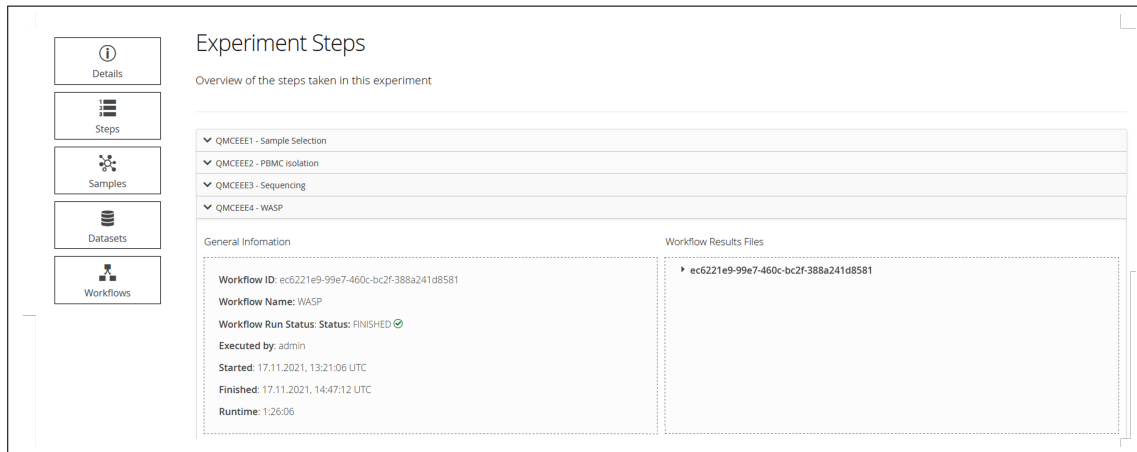 Details
Steps
Samples
Datasets
Workflows
Experiment Steps
Overview of the steps taken in this experiment
QMCEEE1 - Sample Selection
QMCEEE2 - PBMC isolation
QMCEEE3 - Sequencing
QMCEEE4 - WASP
General Infomation
Workflow ID: ec6221e9-99e7-460c-bc2f-388a241d8581
Workflow Name: WASP
Workflow Run Status: Status: FINISHED
Executed by: admin
Started: 17.11.2021, 13:21:06 UTC
Finished: 17.11.2021, 14:47:12 UTC
Runtime: 1:26:06
Workflow Results Files
ec6221e9-99e7-460c-bc2f-388a241d8581